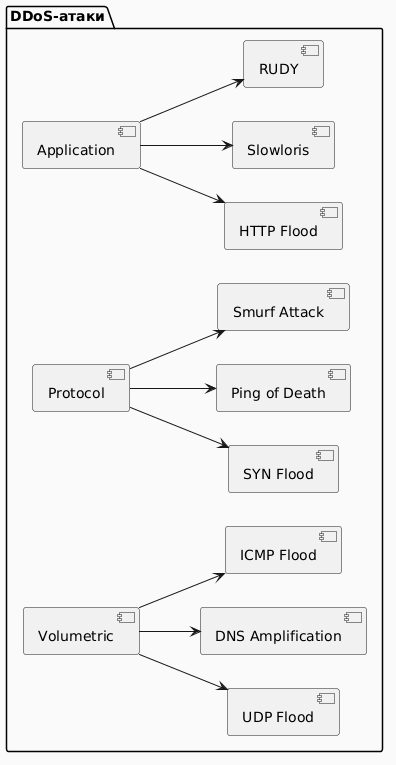 DDoS-атаки
RUDY
Application
Slowloris
HTTP Flood
Smurf Attack
Protocol
Ping of Death
SYN Flood
ICMP Flood
Volumetric
DNS Amplification
UDP Flood